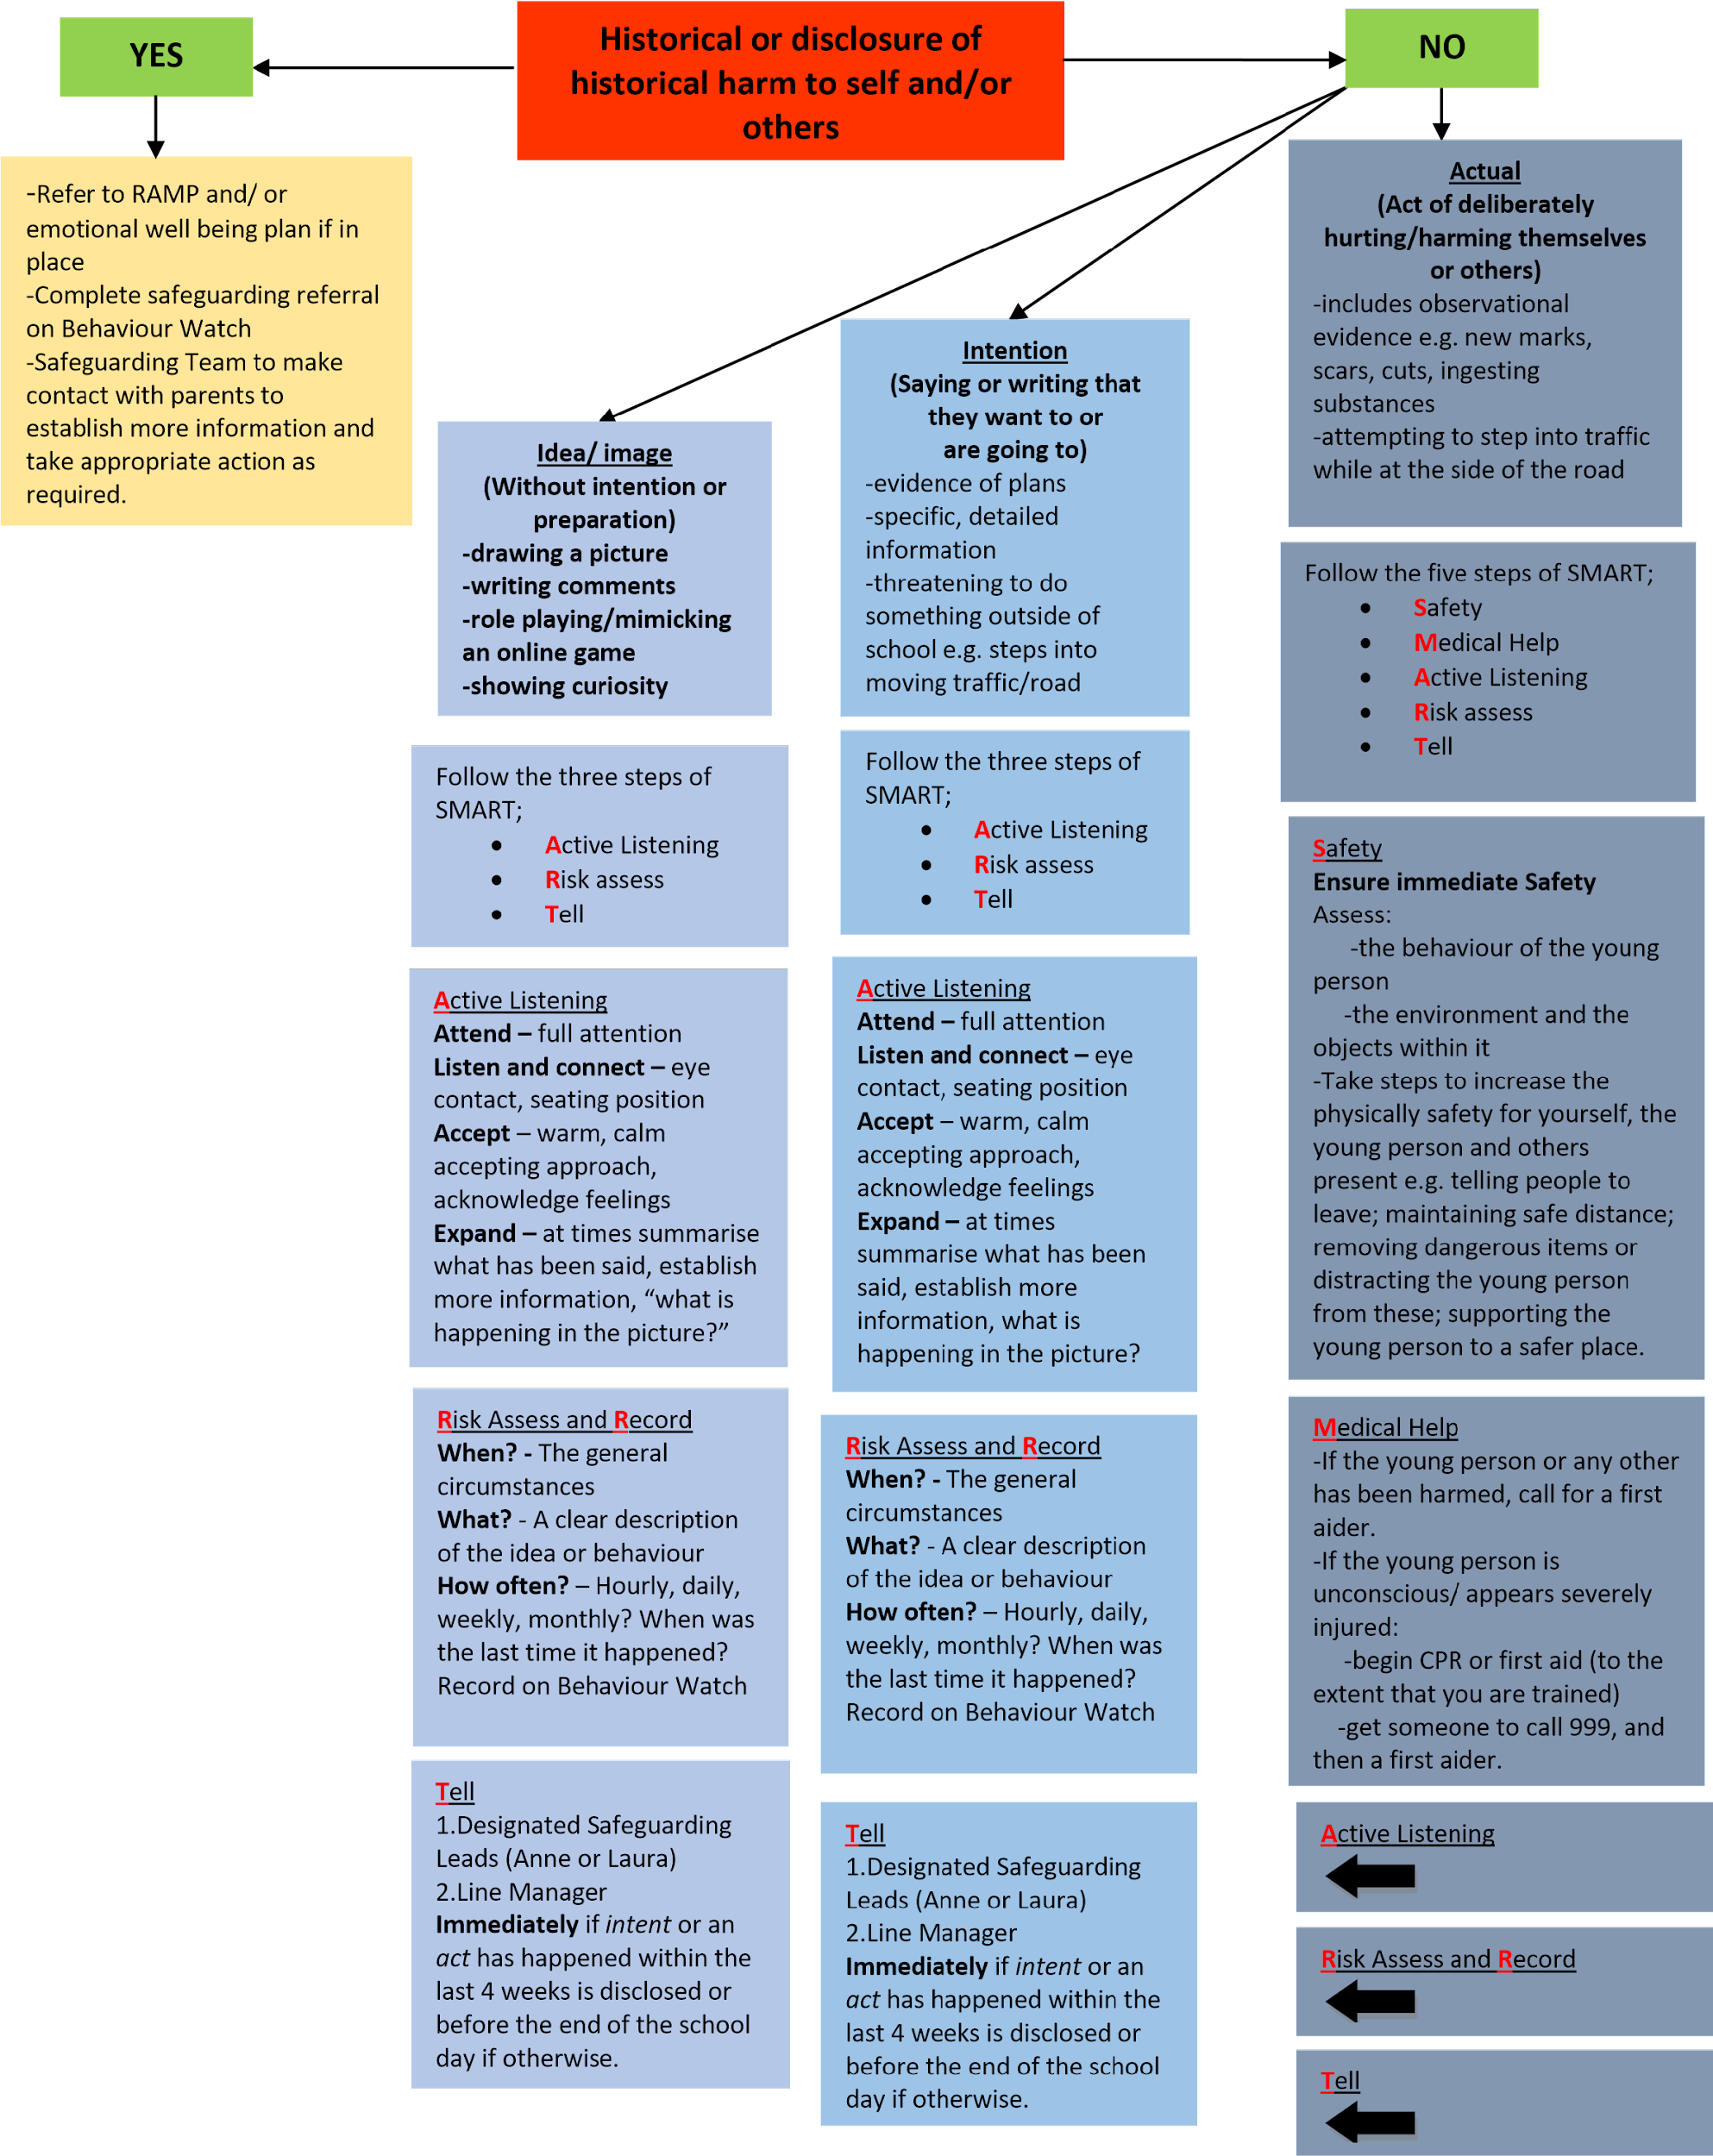 YES
Historical or disclosure of
historical harm to self and/or
others
NO
-Refer to RAMP and/ or
emotional well being plan if in
place
-Complete safeguarding referral
on Behaviour Watch
-Safeguarding Team to make
contact with parents to
establish more information and
take appropriate action as
required.
Idea/ image
(Without intention or
preparation)
-drawing a picture
-writing comments
-role playing/mimicking
an online game
-showing curiosity
Follow the three steps of
SMART;
• Active Listening
• Risk assess
• Tell
Active Listening
Attend – full attention
Listen and connect – eye
contact, seating position
Accept – warm, calm
accepting approach,
acknowledge feelings
Expand – at times summarise
what has been said, establish
more information, “what is
happening in the picture?”
Risk Assess and Record
When? - The general
circumstances
What? - A clear description
of the idea or behaviour
How often? – Hourly, daily,
weekly, monthly? When was
the last time it happened?
Record on Behaviour Watch
Tell
1.Designated Safeguarding
Leads (Anne or Laura)
2.Line Manager
Immediately if intent or an
act has happened within the
last 4 weeks is disclosed or
before the end of the school
day if otherwise.
Intention
(Saying or writing that
they want to or
are going to)
-evidence of plans
-specific, detailed
information
-threatening to do
something outside of
school e.g. steps into
moving traffic/road
Follow the three steps of
SMART;
• Active Listening
• Risk assess
• Tell
Active Listening
Attend – full attention
Listen and connect – eye
contact, seating position
Accept – warm, calm
accepting approach,
acknowledge feelings
Expand – at times
summarise what has been
said, establish more
information, what is
happening in the picture?
Risk Assess and Record
When? - The general
circumstances
What? - A clear description
of the idea or behaviour
How often? – Hourly, daily,
weekly, monthly? When was
the last time it happened?
Record on Behaviour Watch
Tell
1.Designated Safeguarding
Leads (Anne or Laura)
2.Line Manager
Immediately if intent or an
act has happened within the
last 4 weeks is disclosed or
before the end of the school
day if otherwise.
Actual
(Act of deliberately
hurting/harming themselves
or others)
-includes observational
evidence e.g. new marks,
scars, cuts, ingesting
substances
-attempting to step into traffic
while at the side of the road
Follow the five steps of SMART;
• Safety
• Medical Help
• Active Listening
• Risk assess
• Tell
Safety
Ensure immediate Safety
Assess:
-the behaviour of the young
person
-the environment and the
objects within it
-Take steps to increase the
physically safety for yourself, the
young person and others
present e.g. telling people to
leave; maintaining safe distance;
removing dangerous items or
distracting the young person
from these; supporting the
young person to a safer place.
Medical Help
-If the young person or any other
has been harmed, call for a first
aider.
-If the young person is
unconscious/ appears severely
injured:
-begin CPR or first aid (to the
extent that you are trained)
-get someone to call 999, and
then a first aider.
Active Listening
Risk Assess and Record
Tell